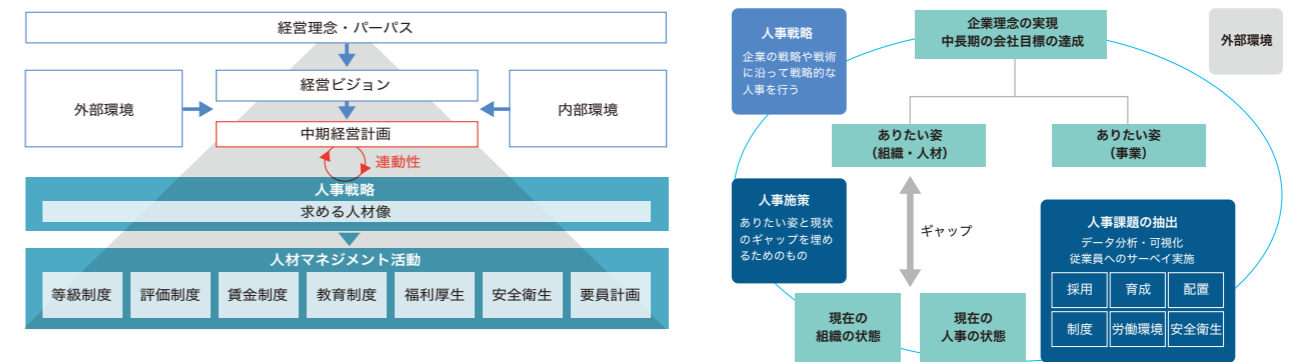 経営理念・パーパス
経営ビジョン
外部環境
内部環境
中期経営計画
連動性
人事戦略
求める人材像
人材マネジメント活動
等級制度
評価制度
賃金制度
教育制度
福利厚生
安全衛生
要員計画
人事戦略
企業の戦略や戦術
に沿って戦略的な
人事を行う
企業理念の実現
中長期の会社目標の達成
外部環境
ありたい姿
（組織・人材）
ありたい姿
（事業）
人事施策
ありたい姿と現状
のギャップを埋め
るためのもの
ギャップ
人事課題の抽出
データ分析・可視化
従業員へのサーベイ実施
採用
育成
配置
制度
労働環境
安全衛生
現在の
組織の状態
現在の
人事の状態